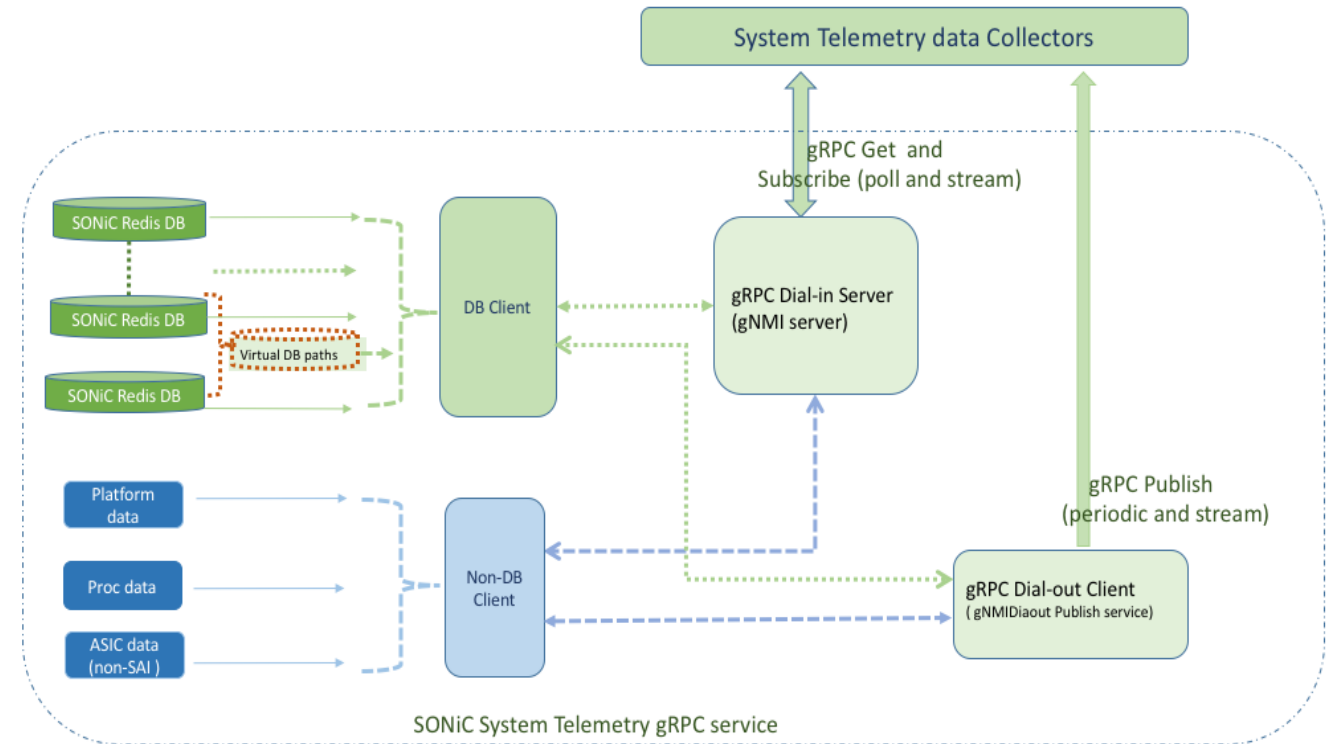 System Telemetry data Collectors
gRPC Get and
Subscribe (poll and stream)
SONiC Redis DB
SONiC Redis DB
Virtual DB paths
SONiC Redis DB
DB Client
gRPC Dial-in Server
(gNMI server)
Platform
data
Proc data
ASIC data
(non-SAI )
Non-DB
Client
gRPC Publish
(periodic and stream)
gRPC Dial-out Client
( gNMIDiaout Publish service)
SONiC System Telemetry gRPC service